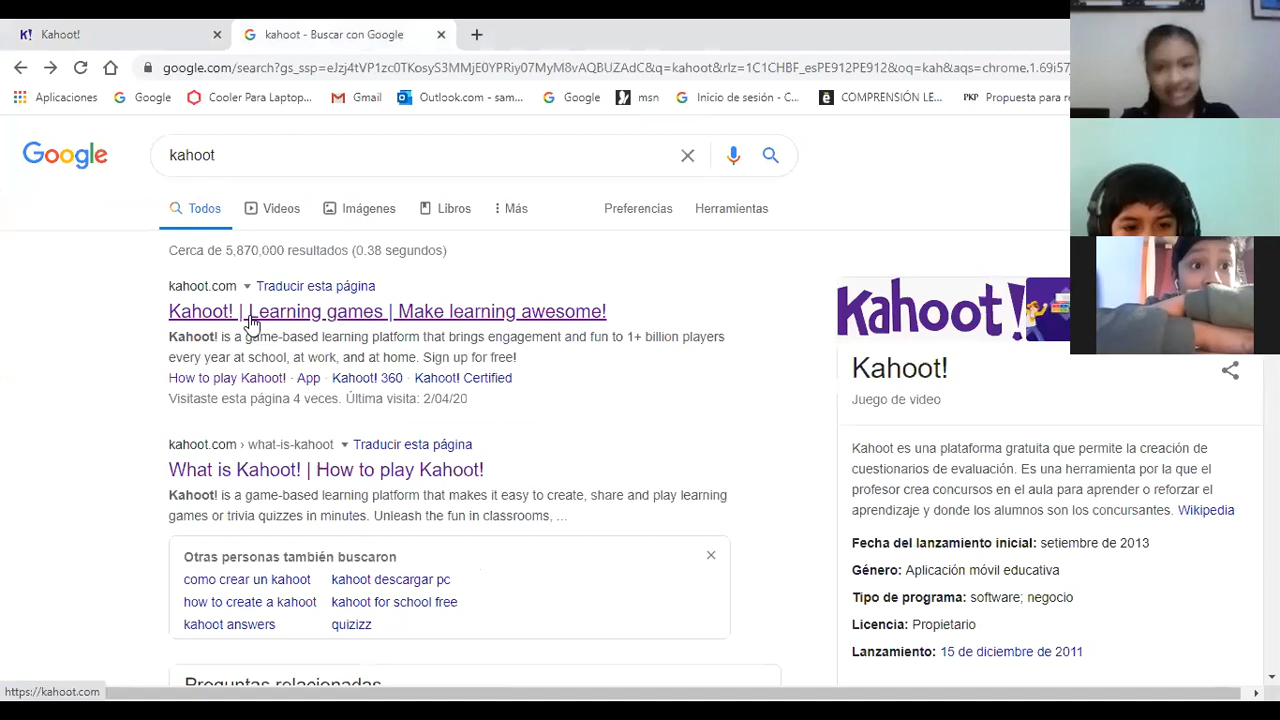 K! Kahoot!
kahoot - Buscar con Google
google.com/search?gs_ssp=eJzj4tVP1zc0TKosyS3MMjE0YPRiy07MyM8vAQBUZAdC&q=kahoot&rlz=1C1CHBF_esPE912PE912&oq=kah&aqs=chrome.1.69i57j
Aplicaciones
Google
Cooler Para Laptop...
Gmail
Outlook.com - sam...
Google
msn
Inicio de sesión - C...
COMPRENSIÓN LE...
PKP Propuesta para re
Google
kahoot
Todos
Videos
Imágenes
Libros
Más
Preferencias
Herramientas
Cerca de 5,870,000 resultados (0.38 segundos)
kahoot.com Traducir esta página
Kahoot! | Learning games | Make learning awesome!
Kahoot! is a game-based learning platform that brings engagement and fun to 1+ billion players
every year at school, at work, and at home. Sign up for free!
How to play Kahoot! · App · Kahoot! 360 · Kahoot! Certified
Visitaste esta página 4 veces. Última visita: 2/04/20
kahoot.com › what-is-kahoot Traducir esta página
What is Kahoot! | How to play Kahoot!
Kahoot! is a game-based learning platform that makes it easy to create, share and play learning
games or trivia quizzes in minutes. Unleash the fun in classrooms, ...
Otras personas también buscaron
como crear un kahoot kahoot descargar pc
how to create a kahoot kahoot for school free
kahoot answers quizizz
Preguntas relacionadas
Kahoot!
Kahoot!
Juego de video
Kahoot es una plataforma gratuita que permite la creación de
cuestionarios de evaluación. Es una herramienta por la que el
profesor crea concursos en el aula para aprender o reforzar el
aprendizaje y donde los alumnos son los concursantes. Wikipedia
Fecha del lanzamiento inicial: setiembre de 2013
Género: Aplicación móvil educativa
Tipo de programa: software; negocio
Licencia: Propietario
Lanzamiento: 15 de diciembre de 2011
https://kahoot.com